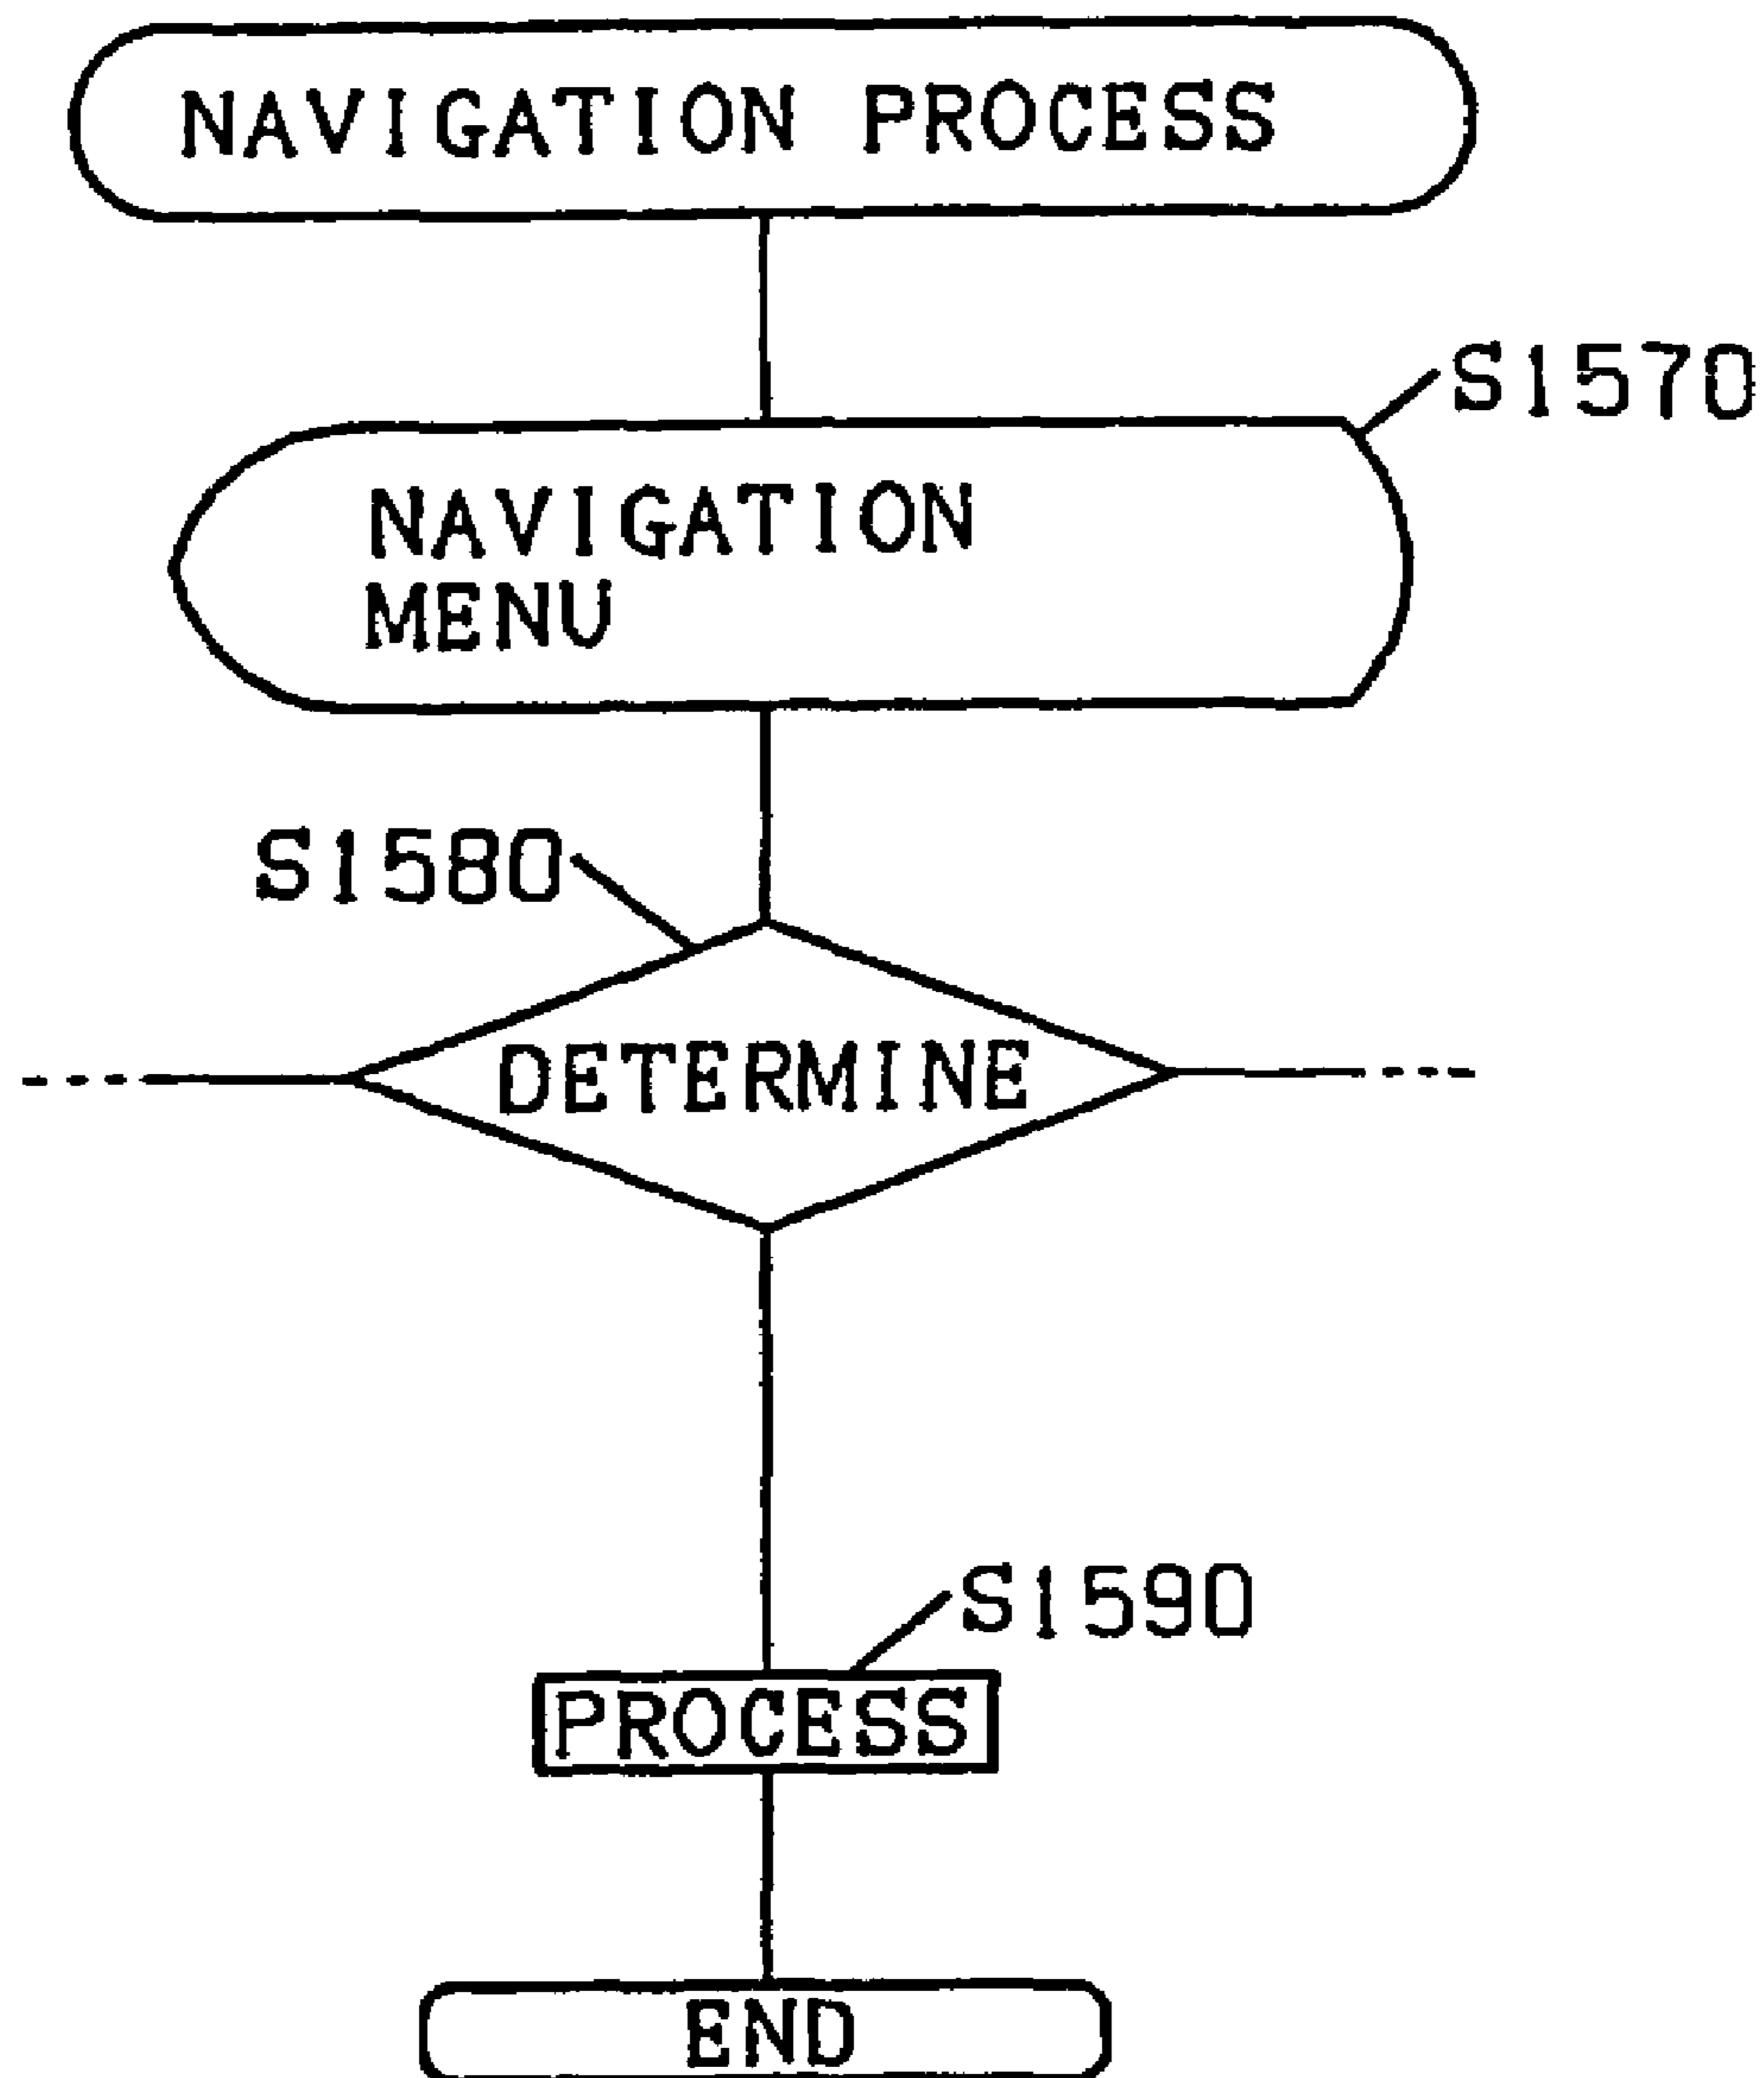 NAVIGATION PROCESS
S1570
NAVIGATION
MENU
S1580
DETERMINE
S1590
PROCESS
END